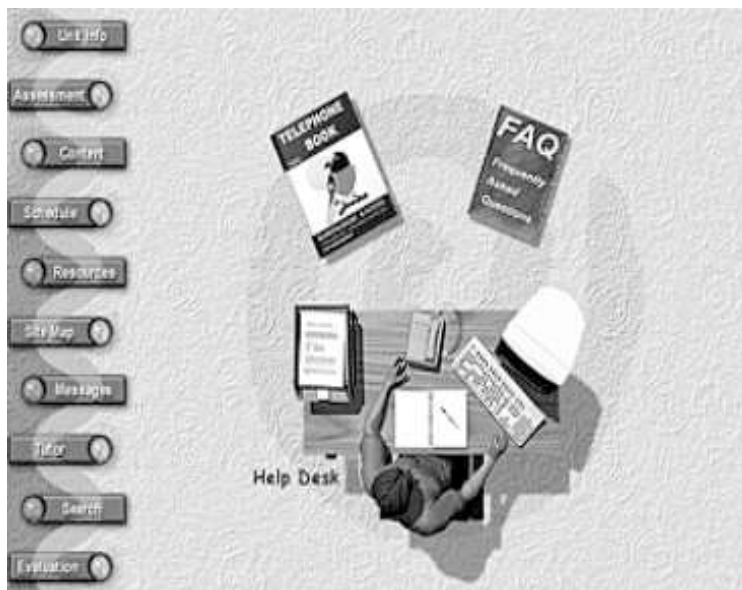 Unit Info
Assessment
Content
Schedule
Resources
Site Map
Messages
Tutor
Search
Evaluation
TELEPHONE
BOOK
FAQ
Frequently
Asked
Questions
Help Desk